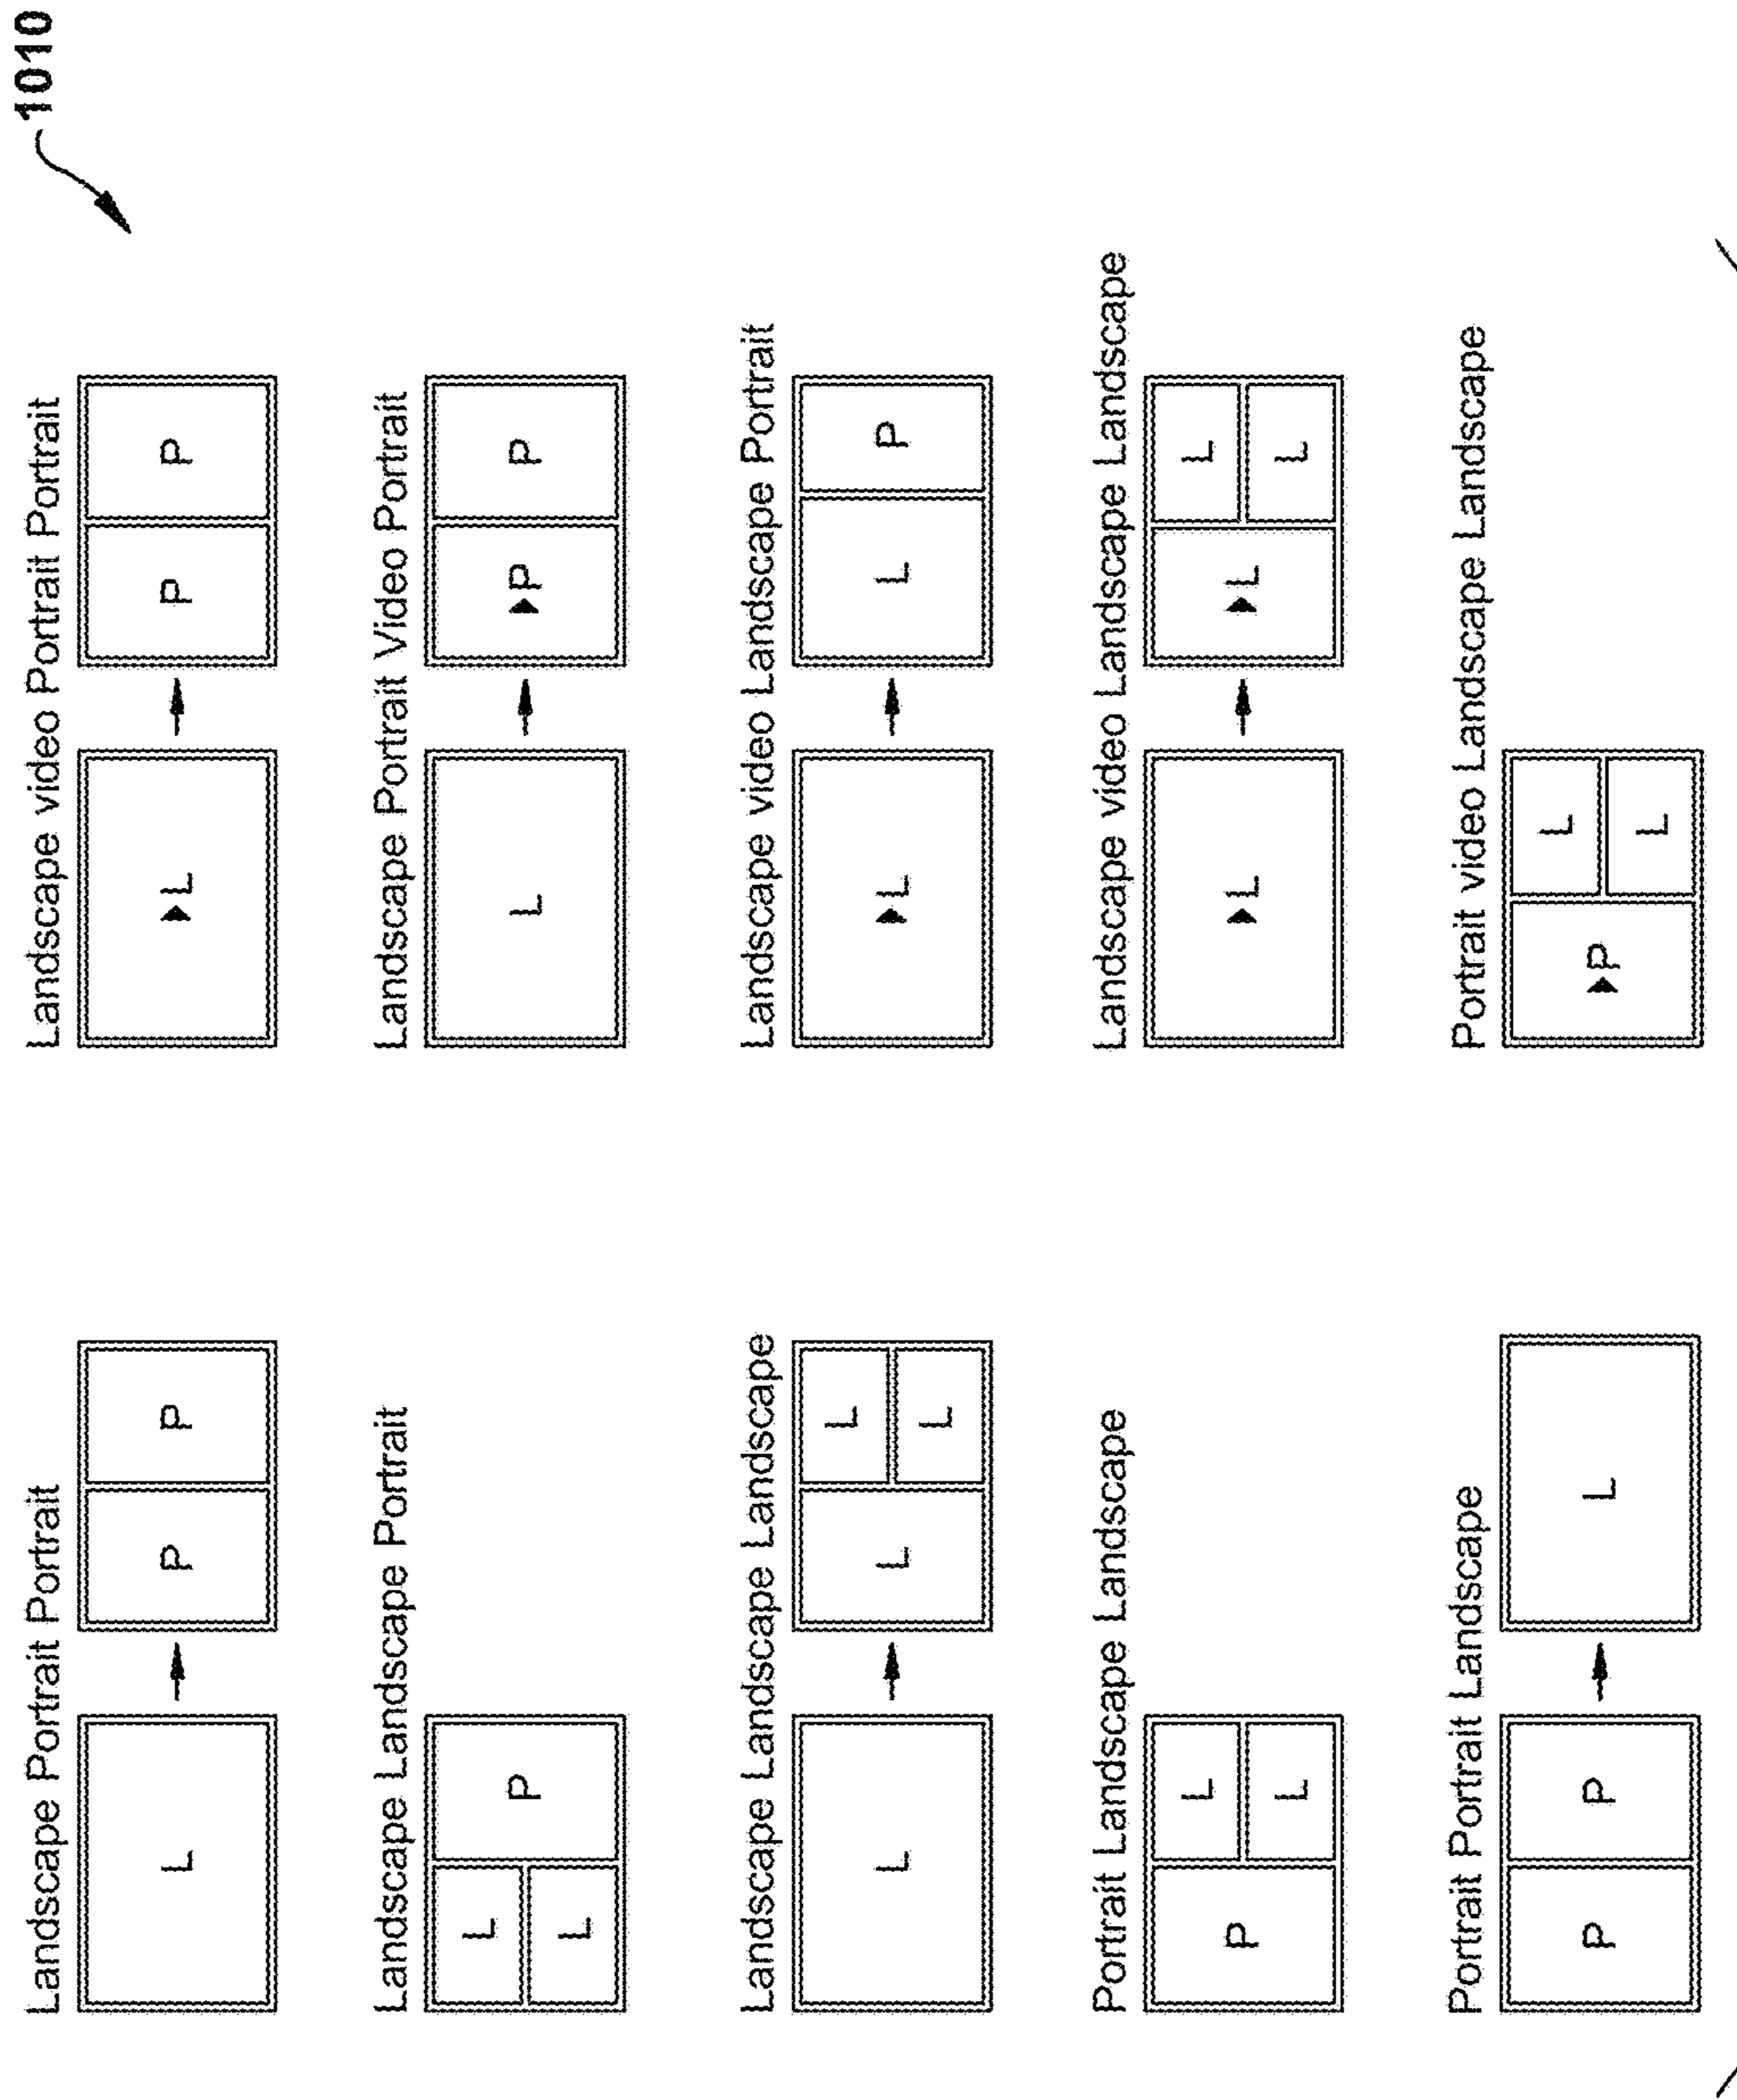 1010
Landscape Portrait Portrait
L P P
Landscape Landscape Portrait
L
P
L
Landscape Landscape Landscape
L
L
L
L
Portrait Landscape Landscape
P
L
L
Portrait Portrait Landscape
P P L
Landscape video Portrait Portrait
L P P
Landscape Portrait Video Portrait
L P P
Landscape video Landscape Portrait
L L P
Landscape video Landscape Landscape
L
L
L
L
Portrait video Landscape Landscape
P
L
L